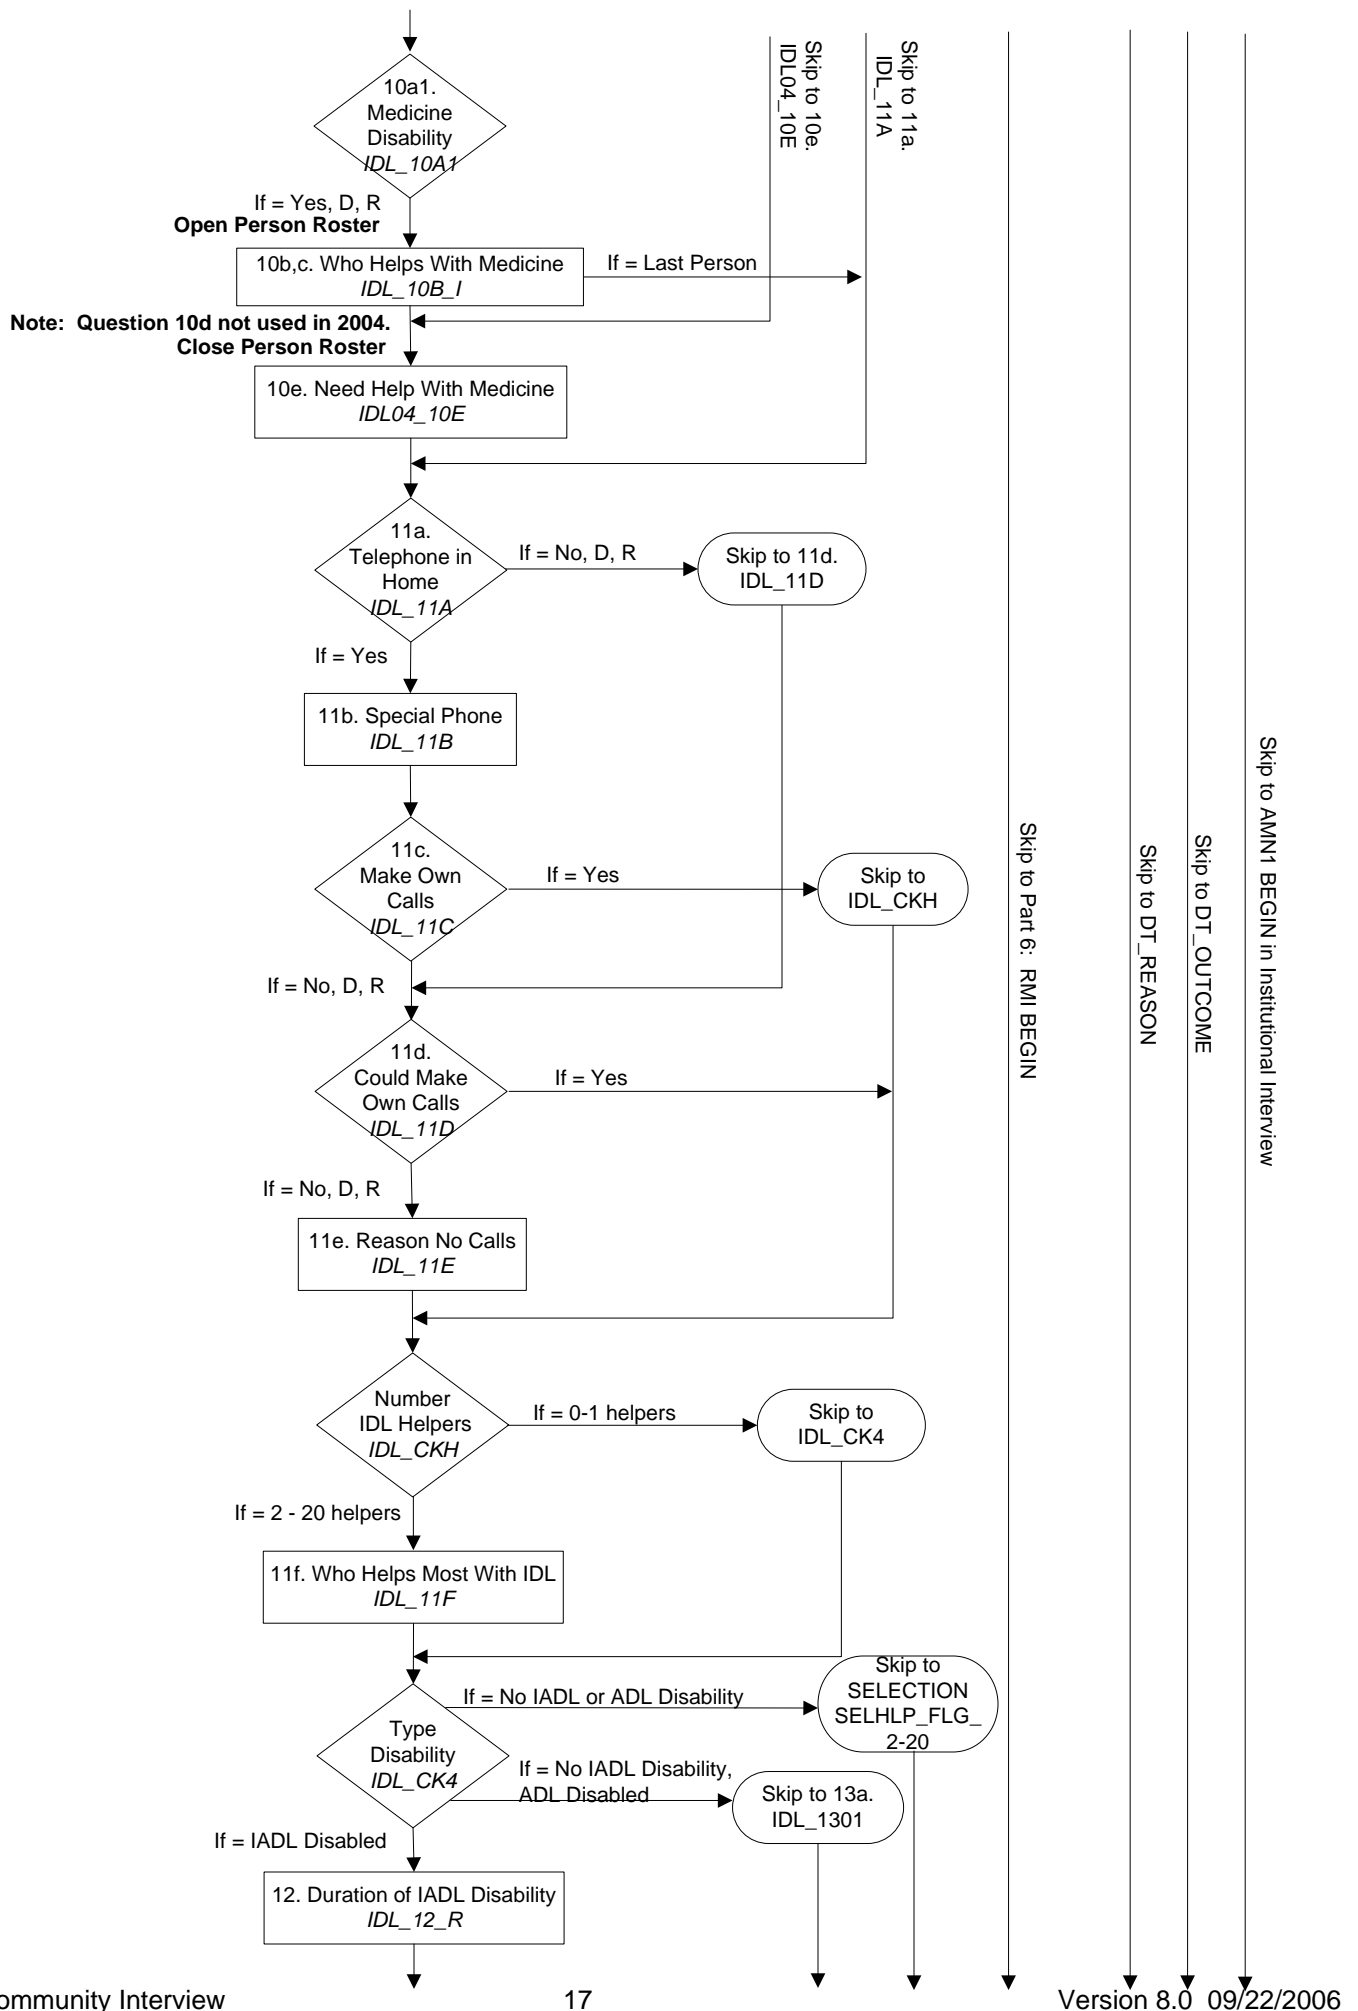 10a1.
Medicine
Disability
IDL_10A1
Skip to 10e.
IDL04_10E
Skip to 11a.
IDL_11A
If = Yes, D, R
Open Person Roster
10b,c. Who Helps With Medicine
IDL_10B_I
If = Last Person
Note: Question 10d not used in 2004.
Close Person Roster
10e. Need Help With Medicine
IDL04_10E
11a.
Telephone in
Home
IDL_11A
If = No, D, R
Skip to 11d.
IDL_11D
If = Yes
11b. Special Phone
IDL_11B
11c.
Make Own
Calls
IDL_11C
If = Yes
Skip to
IDL_CKH
Skip to Part 6: RMI BEGIN
Skip to DT_REASON
Skip to DT_OUTCOME
Skip to AMN1 BEGIN in Institutional Interview
If = No, D, R
11d.
Could Make
Own Calls
IDL_11D
If = Yes
If = No, D, R
11e. Reason No Calls
IDL_11E
Number
IDL Helpers
IDL_CKH
If = 0-1 helpers
Skip to
IDL_CK4
If = 2 - 20 helpers
11f. Who Helps Most With IDL
IDL_11F
Type
Disability
IDL_CK4
If = No IADL or ADL Disability
Skip to
SELECTION
SELHLP_FLG_
2-20
If = No IADL Disability,
ADL Disabled
Skip to 13a.
IDL_1301
If = IADL Disabled
12. Duration of IADL Disability
IDL_12_R
ommunity Interview 17 Version 8.0 09/22/2006